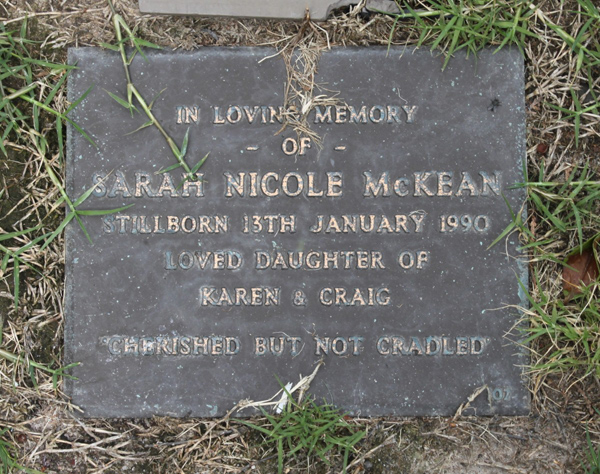 IN LOVING MEMORY
- OF -
SARAH NICOLE McKEAN
STILLBORN 13TH JANUARY 1990
LOVED DAUGHTER OF
KAREN & CRAIG
"CHERISHED BUT NOT CRADLED"